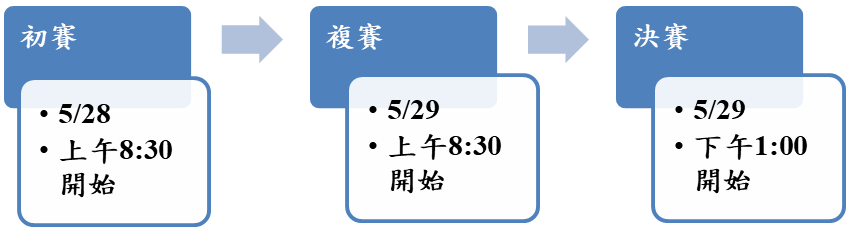 初賽
• 5/28
• 上午8:30
開始
複賽
• 5/29
• 上午8:30
開始
決賽
• 5/29
• 下午1:00
開始